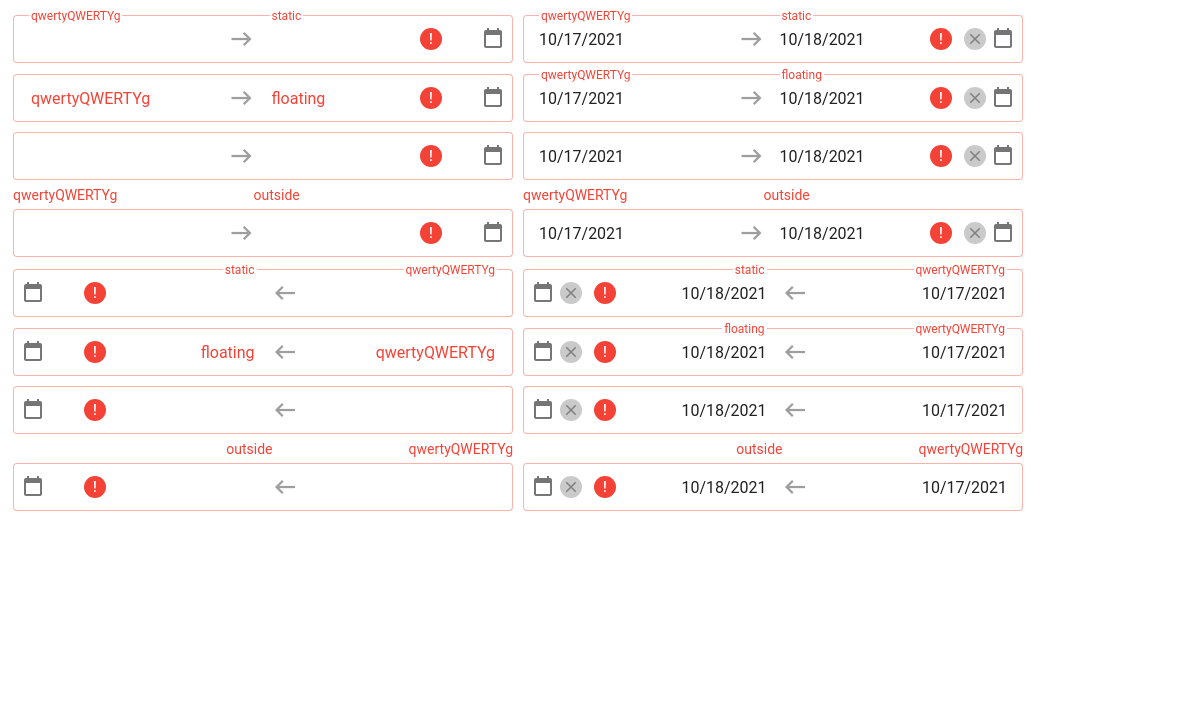 qwertyQWERTYg static qwertyQWERTYg static
10/17/2021 10/18/2021
qwertyQWERTYg floating
qwertyQWERTYg floating 10/17/2021 10/18/2021
10/17/2021 10/18/2021
qwertyQWERTYg outside qwertyQWERTYg outside
10/17/2021 10/18/2021
static qwertyQWERTYg static qwertyQWERTYg
10/18/2021 10/17/2021
floating qwertyQWERTYg
floating qwertyQWERTYg 10/18/2021 10/17/2021
10/18/2021 10/17/2021
outside qwertyQWERTYg outside qwertyQWERTYg
10/18/2021 10/17/2021